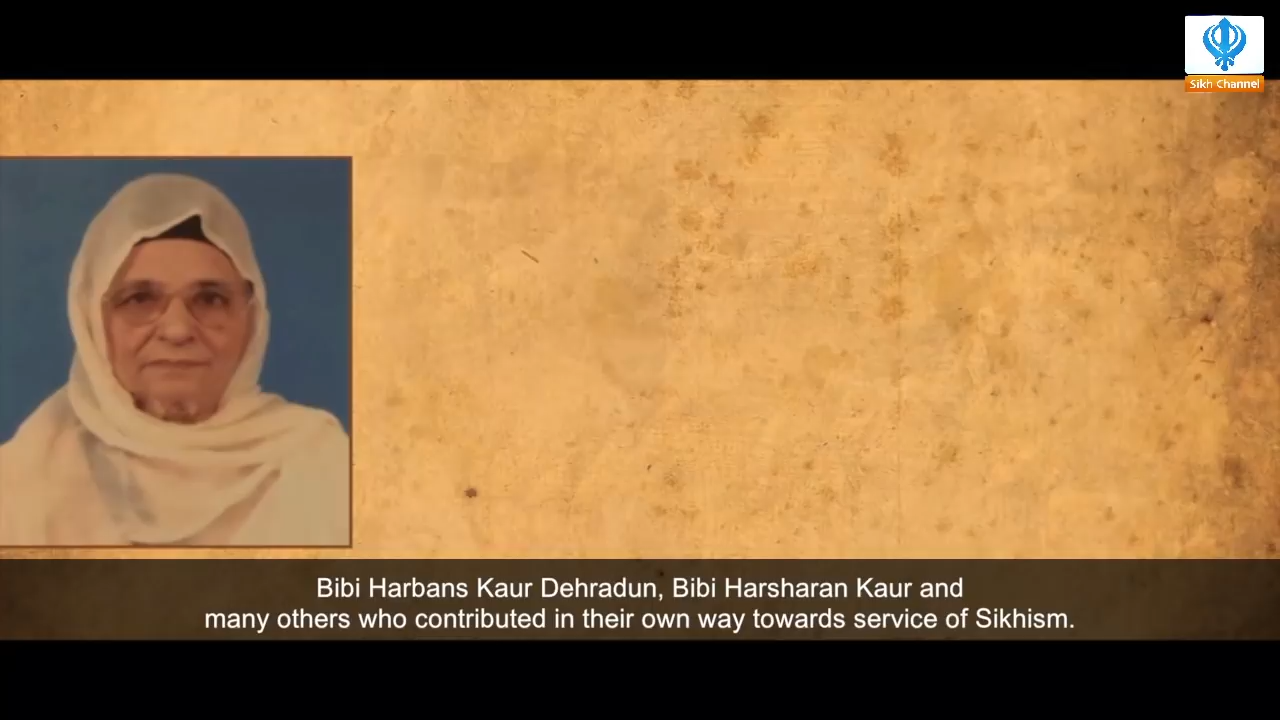 Sikh Channel
Bibi Harbans Kaur Dehradun, Bibi Harsharan Kaur and
many others who contributed in their own way towards service of Sikhism.